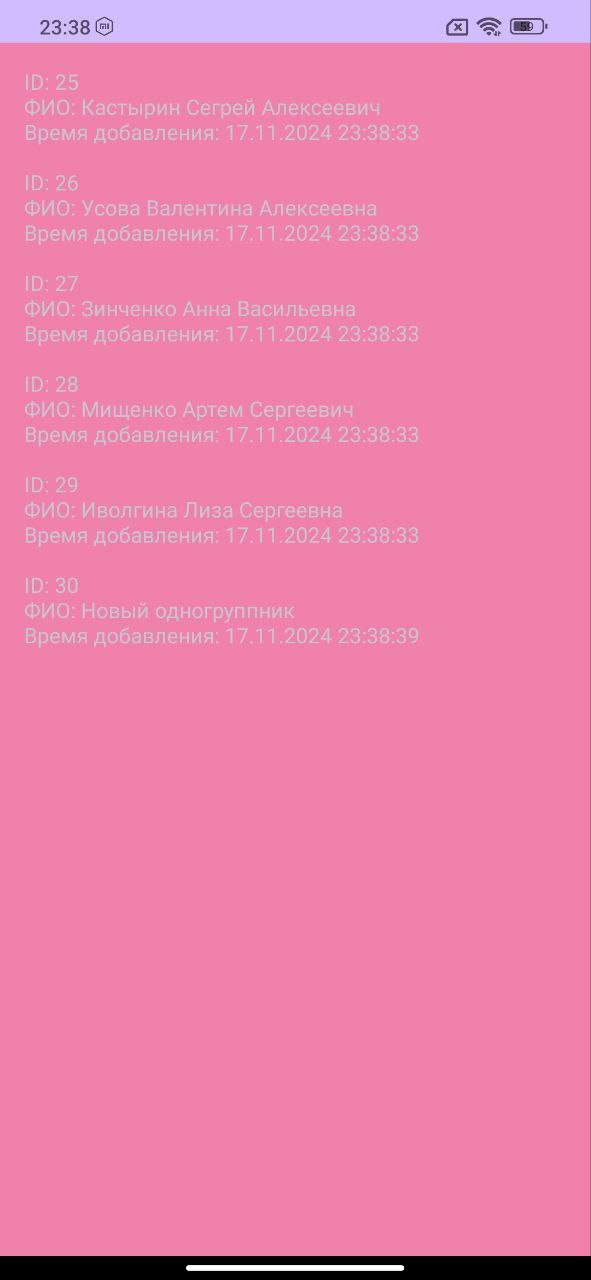 23:38
59
ID: 25
ФИО: Кастырин Сегрей Алексеевич
Время добавления: 17.11.2024 23:38:33
ID: 26
ФИО: Усова Валентина Алексеевна
Время добавления: 17.11.2024 23:38:33
ID: 27
ФИО: Зинченко Анна Васильевна
Время добавления: 17.11.2024 23:38:33
ID: 28
ФИО: Мищенко Артем Сергеевич
Время добавления: 17.11.2024 23:38:33
ID: 29
ФИО: Иволгина Лиза Сергеевна
Время добавления: 17.11.2024 23:38:33
ID: 30
ФИО: Новый одногруппник
Время добавления: 17.11.2024 23:38:39